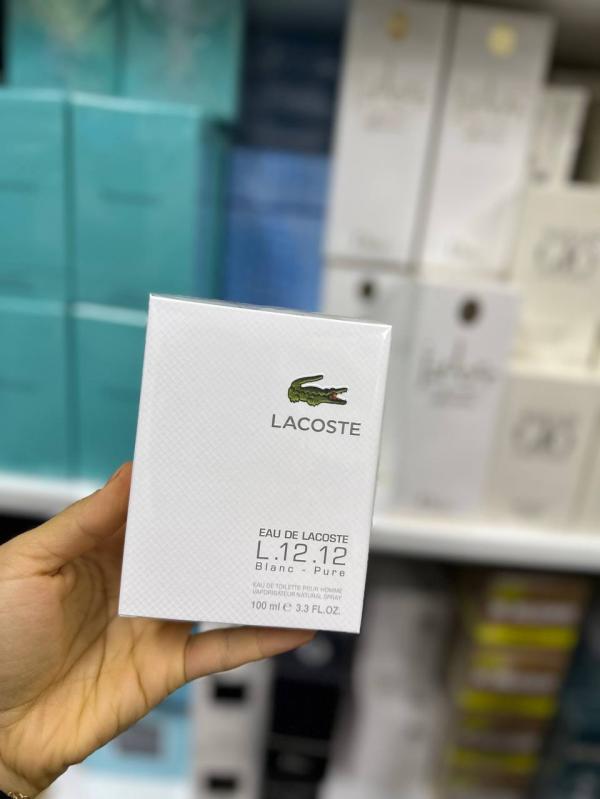 LACOSTE
EAU DE LACOSTE
L.12.12
Blanc - Pure
EAU DE TOILETTE POUR HOMME
VAPORISATEUR NATURAL SPRAY
100 ml ℮ 3.3 FL.OZ.